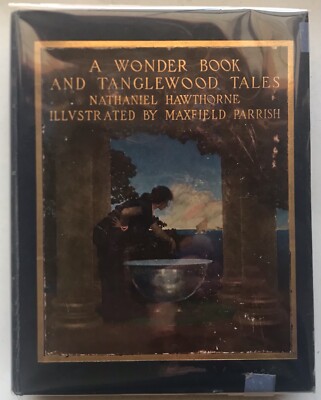 A WONDER BOOK
AND TANGLEWOOD TALES
NATHANIEL HAWTHORNE
ILLVSTRATED BY MAXFIELD PARRISH